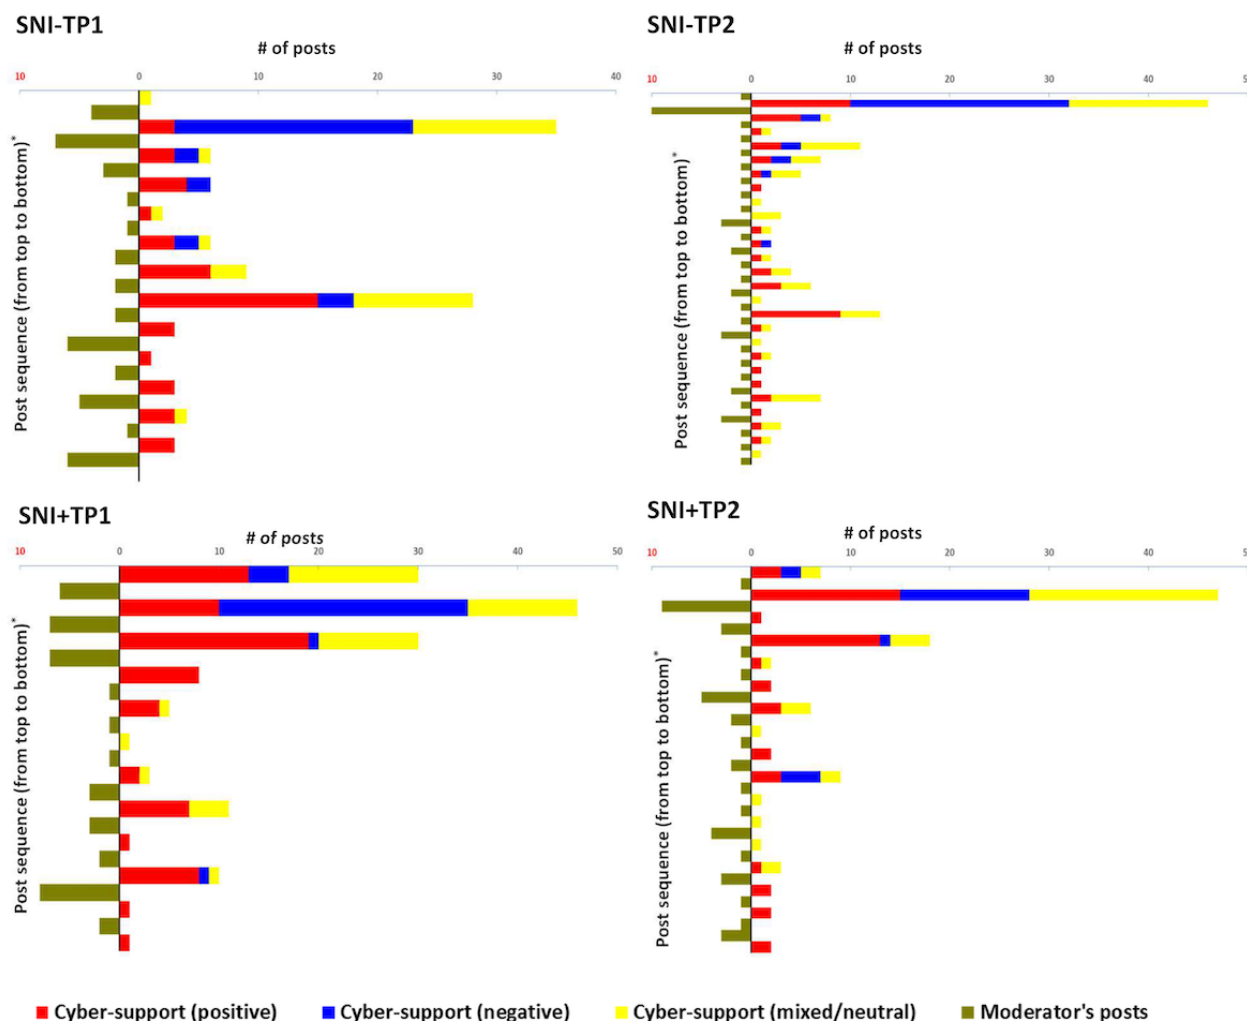 SNI-TP1
# of posts
10 0 10 20 30 40
Post sequence (from top to bottom)*
SNI-TP2
# of posts
10 0 10 20 30 40
Post sequence (from top to bottom)*
SNI+TP1
# of posts
10 0 10 20 30 40 50
Post sequence (from top to bottom)*
SNI+TP2
# of posts
10 0 10 20 30 40
Post sequence (from top to bottom)*
Cyber-support (positive) Cyber-support (negative) Cyber-support (mixed/neutral) Moderator's posts